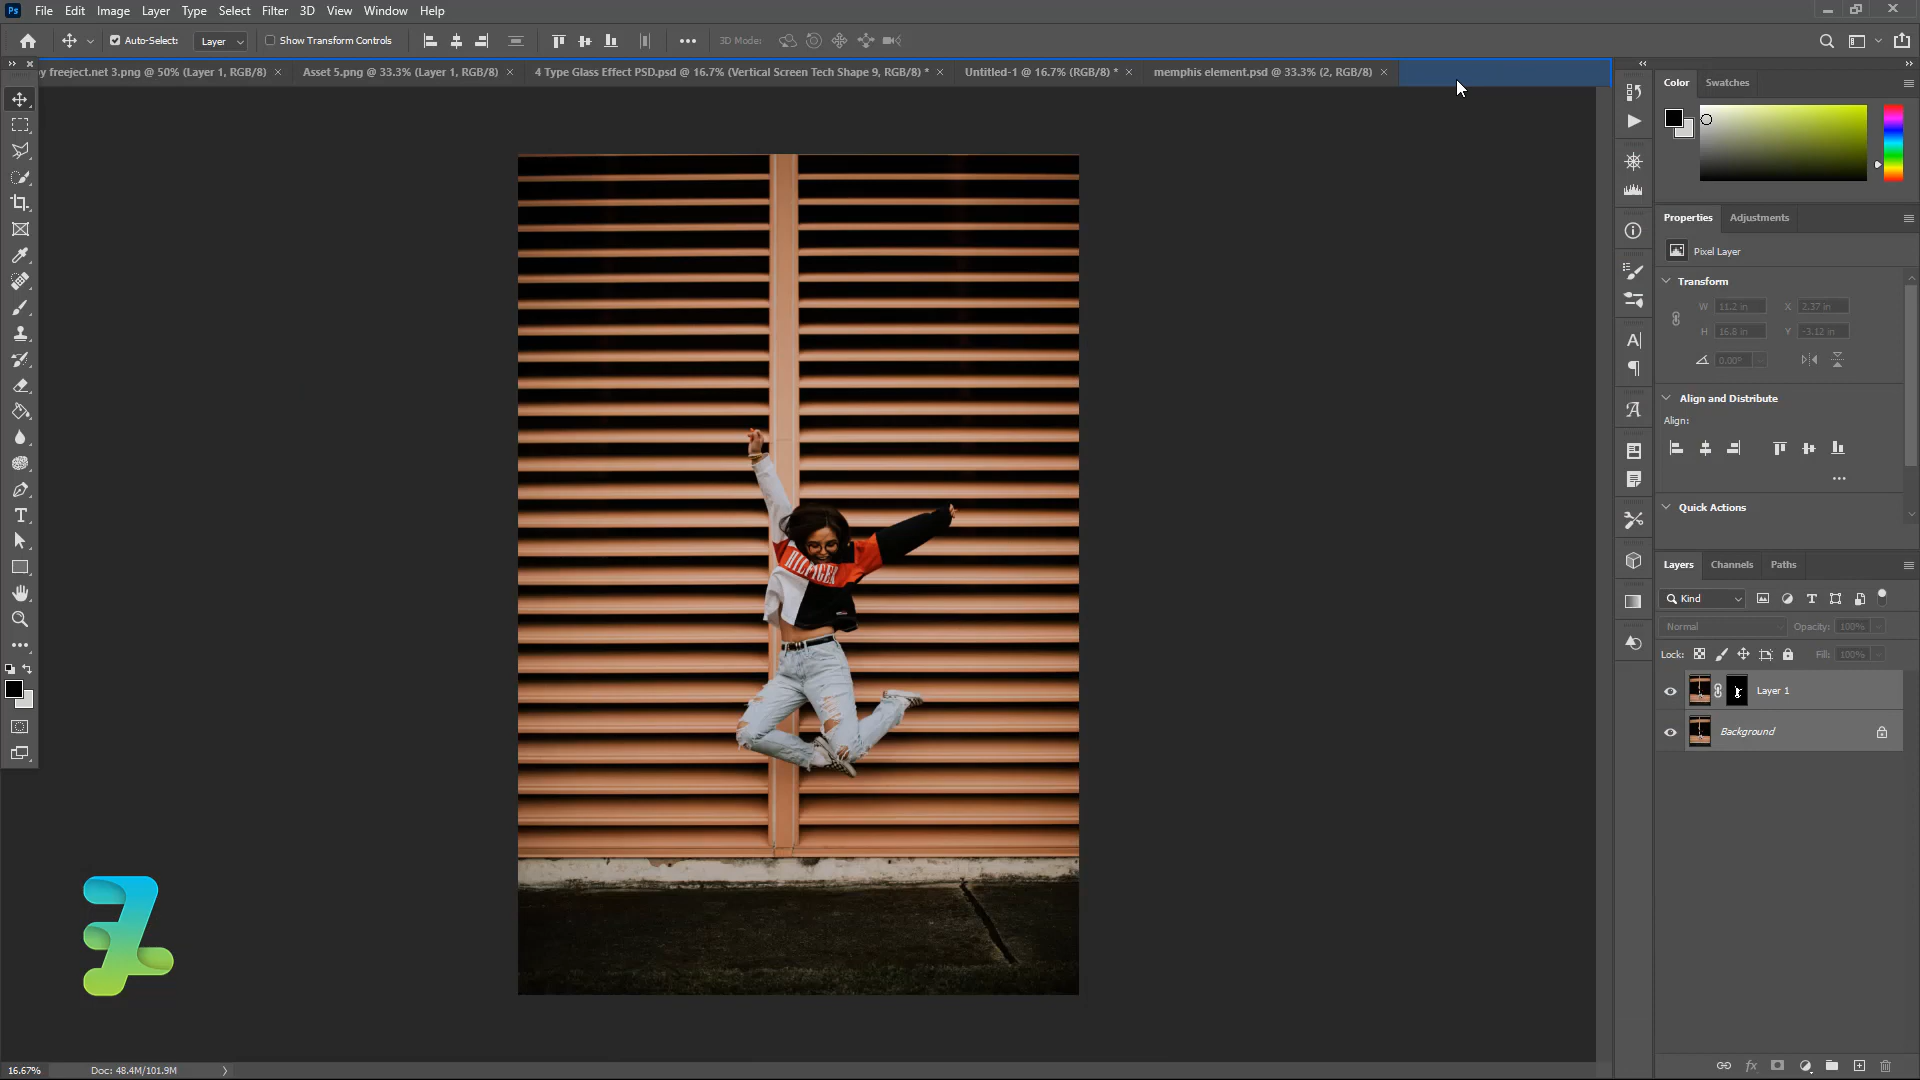 Ps File Edit Image Layer Type Select Filter 3D View Window Help
Auto-Select: Layer Show Transform Controls 3D Mode:
by freeject.net 3.png @ 50% (Layer 1, RGB/8) × Asset 5.png @ 33.3% (Layer 1, RGB/8) × 4 Type Glass Effect PSD.psd @ 16.7% (Vertical Screen Tech Shape 9, RGB/8) * × Untitled-1 @ 16.7% (RGB/8) * × memphis element.psd @ 33.3% (2, RGB/8) ×
Color Swatches
Properties Adjustments
Pixel Layer
Transform
W 11.2 in X 2.37 in
H 16.8 in Y -3.12 in
0.00°
Align and Distribute
Align:
Quick Actions
HILFIGER
Layers Channels Paths
Kind
Normal Opacity: 100%
Lock: Fill: 100%
Layer 1
Background
16.67% Doc: 48.4M/101.9M